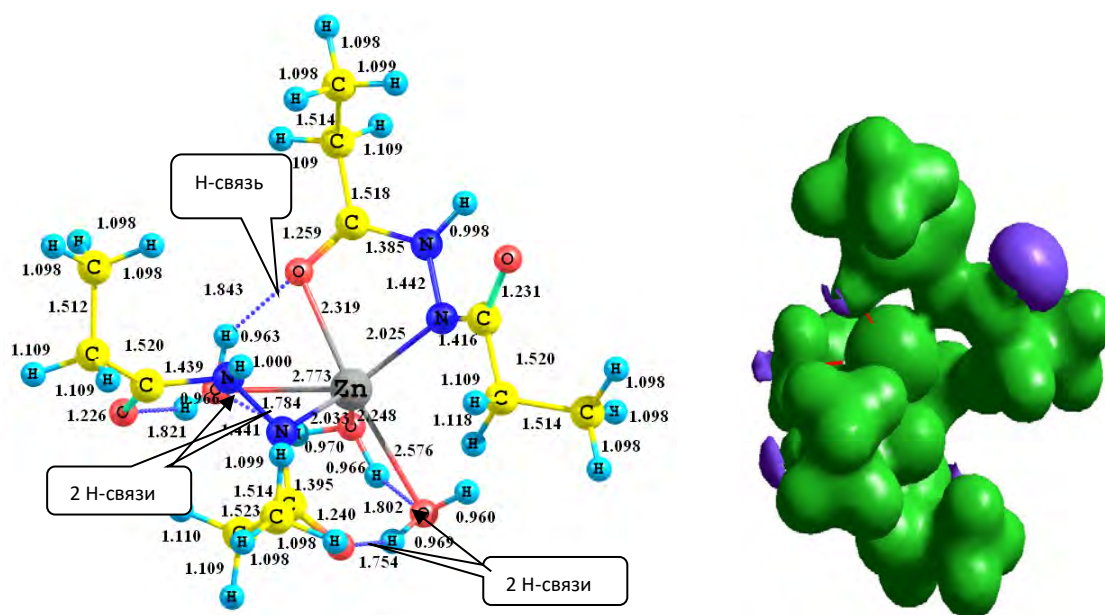 H
1.098
1.098
1.099
C
H
H
1.514
H
H
1.109
C
H-связь
1.518
H
1.098
1.259
C
0.998
H
H
1.385
N
O
O
1.098
1.098
C
1.843
1.442
1.231
2.319
1.512
H
0.963
N
C
2.025
1.416
1.109
1.520
H
1.000
1.520
H
C
1.439
2.773
Zn
1.109
H
1.098
H
C
N
1.109
1.784
C
H
C
O
0.966
H
1.118
1.514
H
1.226
1.821
1.441
2.033
2.248
1.098
N
O
2.576
H
0.970
H
1.099
H
0.966
H
2 H-связи
1.395
1.514
C
1.802
H
1.523
C
O
0.960
1.240
1.110
C
H
1.098
H
H
0.969
1.098
1.754
1.109
H
2 H-связи